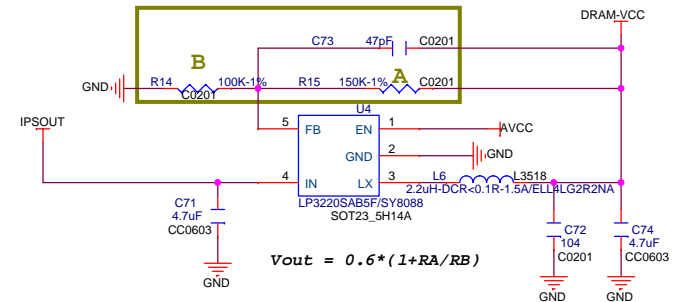 DRAM-VCC
C73
47pF
C0201
B
A
GND
R14
100K-1%
R15
150K-1%
C0201
C0201
U4
IPSOUT
5
FB
EN
1
AVCC
GND
2
GND
4
IN
LX
3
L6
L3518
2.2uH-DCR<0.1R-1.5A/ELL4LG2R2NA
LP3220SAB5F/SY8088
SOT23_5H14A
C71
4.7uF
CC0603
C72
104
C0201
C74
4.7uF
CC0603
Vout = 0.6*(1+RA/RB)
GND
GND
GND